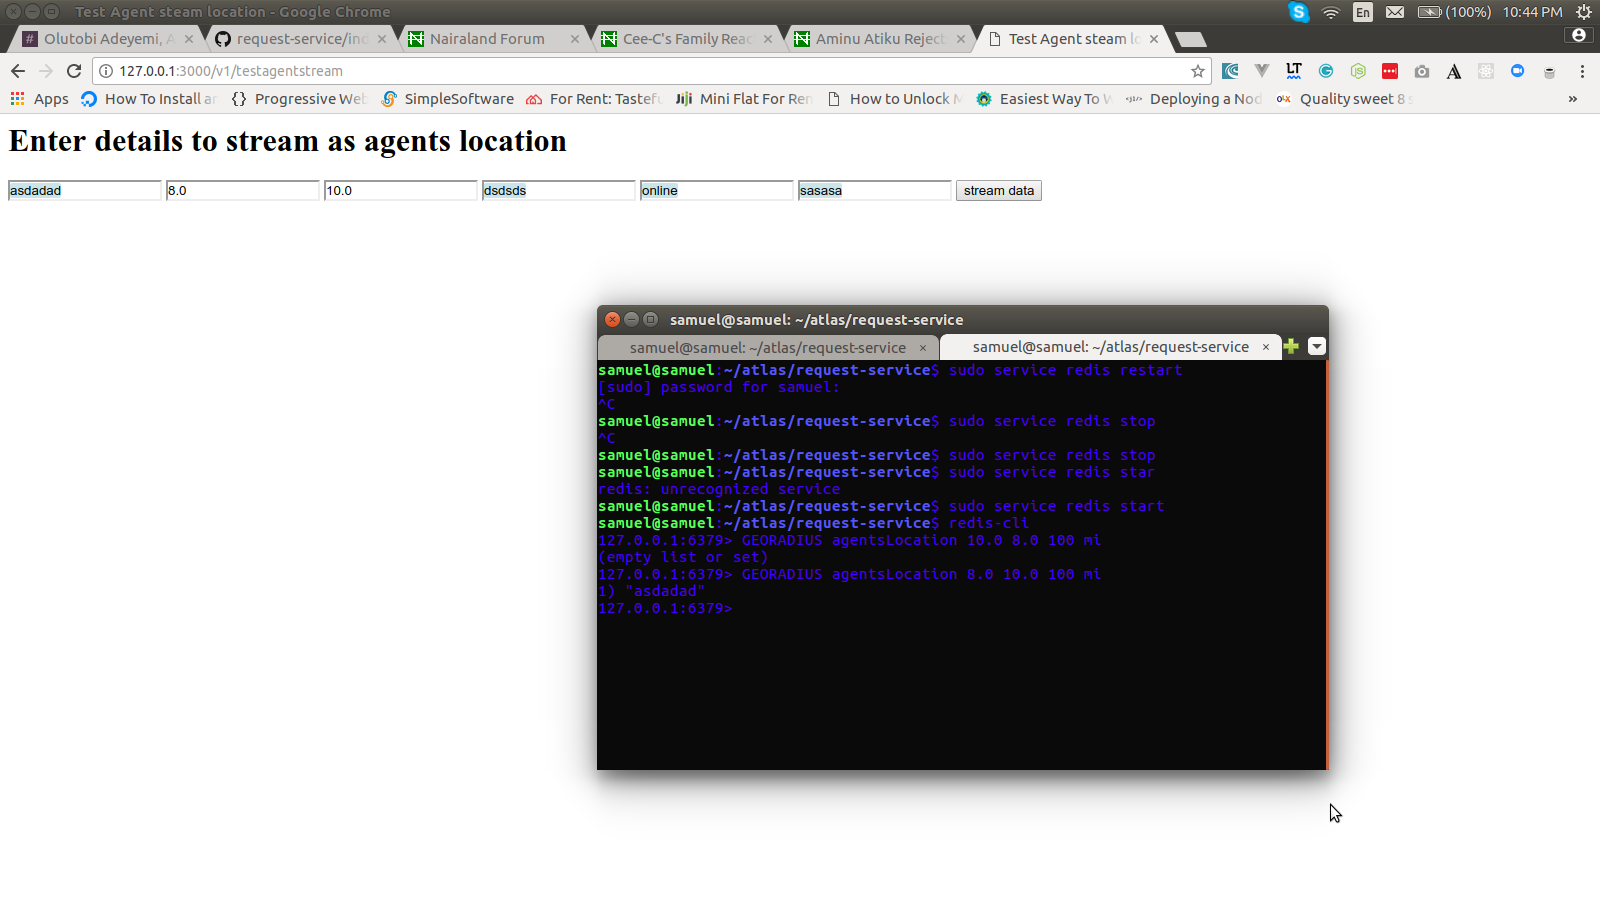 Test Agent steam location - Google Chrome
En (100%) 10:44 PM
Olutobi Adeyemi, A
request-service/ind
Nairaland Forum
Cee-C's Family Reac
Aminu Atiku Reject
Test Agent steam lo
127.0.0.1:3000/v1/testagentstream
LT
Apps
How To Install an
Progressive Web
SimpleSoftware
For Rent: Tastefu
Jiji Mini Flat For Ren
How to Unlock M
Easiest Way To W
Deploying a Nod
OLX Quality sweet 8 s
»
Enter details to stream as agents location
asdadad 8.0 10.0 dsdsds online sasasa stream data
samuel@samuel: ~/atlas/request-service
samuel@samuel: ~/atlas/request-service × samuel@samuel: ~/atlas/request-service ×
samuel@samuel:~/atlas/request-service$ sudo service redis restart
[sudo] password for samuel:
^C
samuel@samuel:~/atlas/request-service$ sudo service redis stop
^C
samuel@samuel:~/atlas/request-service$ sudo service redis stop
samuel@samuel:~/atlas/request-service$ sudo service redis star
redis: unrecognized service
samuel@samuel:~/atlas/request-service$ sudo service redis start
samuel@samuel:~/atlas/request-service$ redis-cli
127.0.0.1:6379> GEORADIUS agentsLocation 10.0 8.0 100 mi
(empty list or set)
127.0.0.1:6379> GEORADIUS agentsLocation 8.0 10.0 100 mi
1) "asdadad"
127.0.0.1:6379>